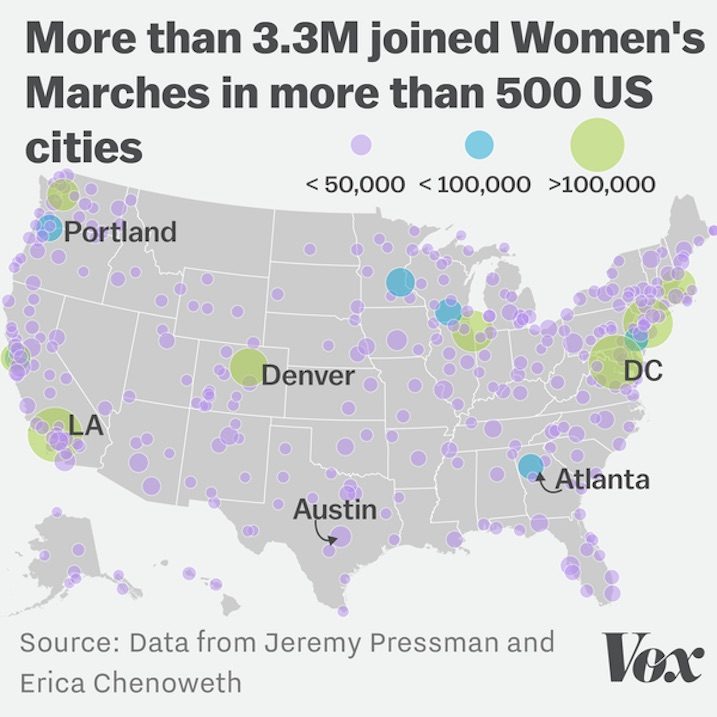 More than 3.3M joined Women's
Marches in more than 500 US
cities
< 50,000 < 100,000 >100,000
Portland
Denver
DC
LA
Atlanta
Austin
Source: Data from Jeremy Pressman and
Erica Chenoweth
Vox